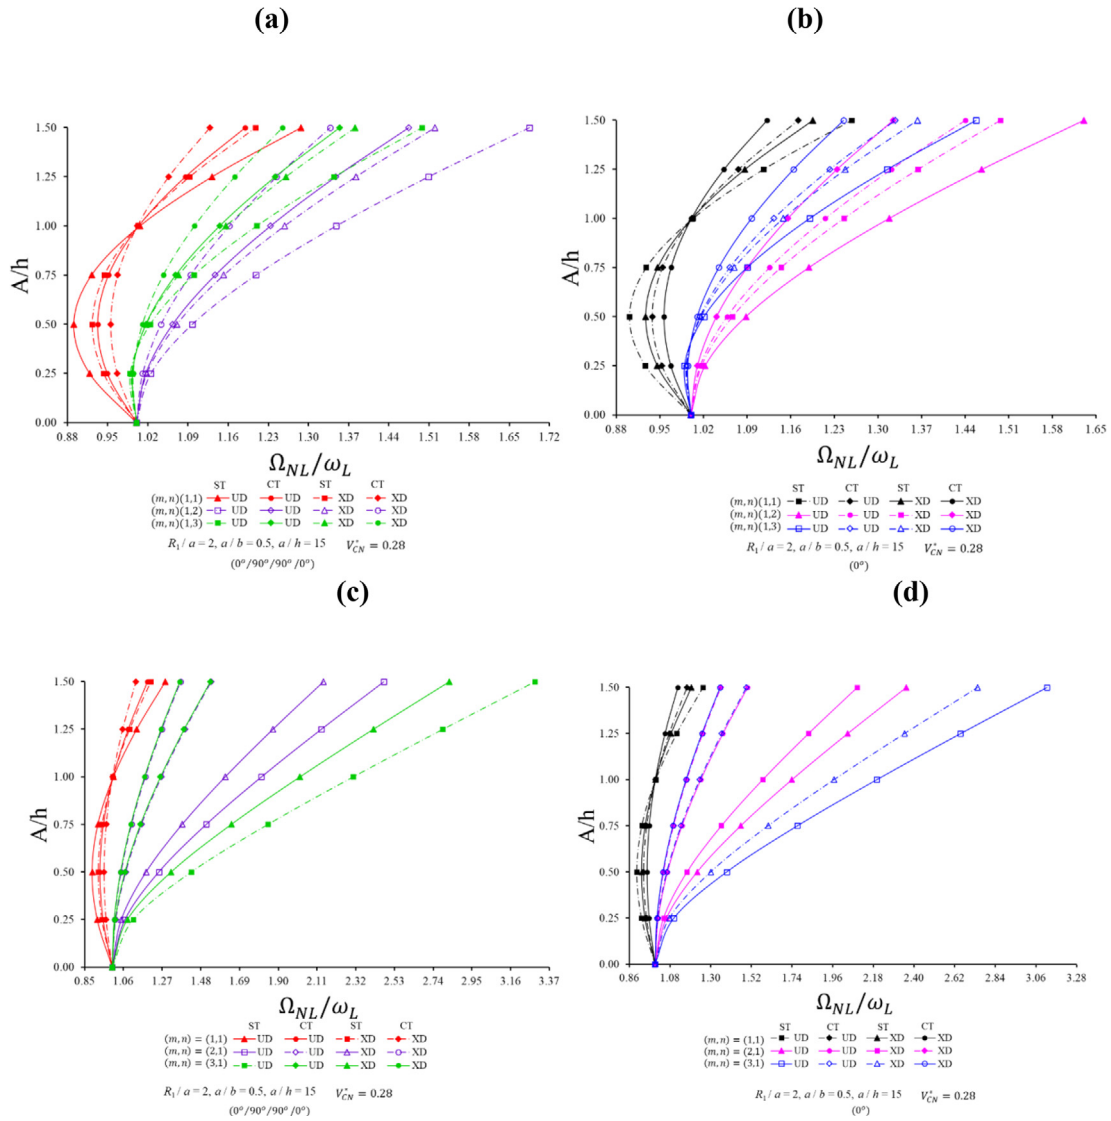 (a)
1.50
1.25
1.00
0.75
0.50
0.25
0.00
A/h
0.88 0.95 1.02 1.09 1.16 1.23 1.30 1.37 1.44 1.51 1.58 1.65 1.72
Ω_NL/ω_L
ST CT ST CT
(m,n)(1,1) UD UD XD XD
(m,n)(1,2) UD UD XD XD
(m,n)(1,3) UD UD XD XD
R₁ / a = 2, a / b = 0.5, a / h = 15 V*_CN = 0.28
(0°/90°/90°/0°)
(b)
1.50
1.25
1.00
0.75
0.50
0.25
0.00
A/h
0.88 0.95 1.02 1.09 1.16 1.23 1.30 1.37 1.44 1.51 1.58 1.65
Ω_NL/ω_L
ST CT ST CT
(m,n)(1,1) UD UD XD XD
(m,n)(1,2) UD UD XD XD
(m,n)(1,3) UD UD XD XD
R₁ / a = 2, a / b = 0.5, a / h = 15 V*_CN = 0.28
(0°)
(c)
1.50
1.25
1.00
0.75
0.50
0.25
0.00
A/h
0.85 1.06 1.27 1.48 1.69 1.90 2.11 2.32 2.53 2.74 2.95 3.16 3.37
Ω_NL/ω_L
ST CT ST CT
(m,n) = (1,1) UD UD XD XD
(m,n) = (2,1) UD UD XD XD
(m,n) = (3,1) UD UD XD XD
R₁ / a = 2, a / b = 0.5, a / h = 15 V*_CN = 0.28
(0°/90°/90°/0°)
(d)
1.50
1.25
1.00
0.75
0.50
0.25
0.00
A/h
0.86 1.08 1.30 1.52 1.74 1.96 2.18 2.40 2.62 2.84 3.06 3.28
Ω_NL/ω_L
ST CT ST CT
(m,n) = (1,1) UD UD XD XD
(m,n) = (2,1) UD UD XD XD
(m,n) = (3,1) UD UD XD XD
R₁ / a = 2, a / b = 0.5, a / h = 15 V*_CN = 0.28
(0°)